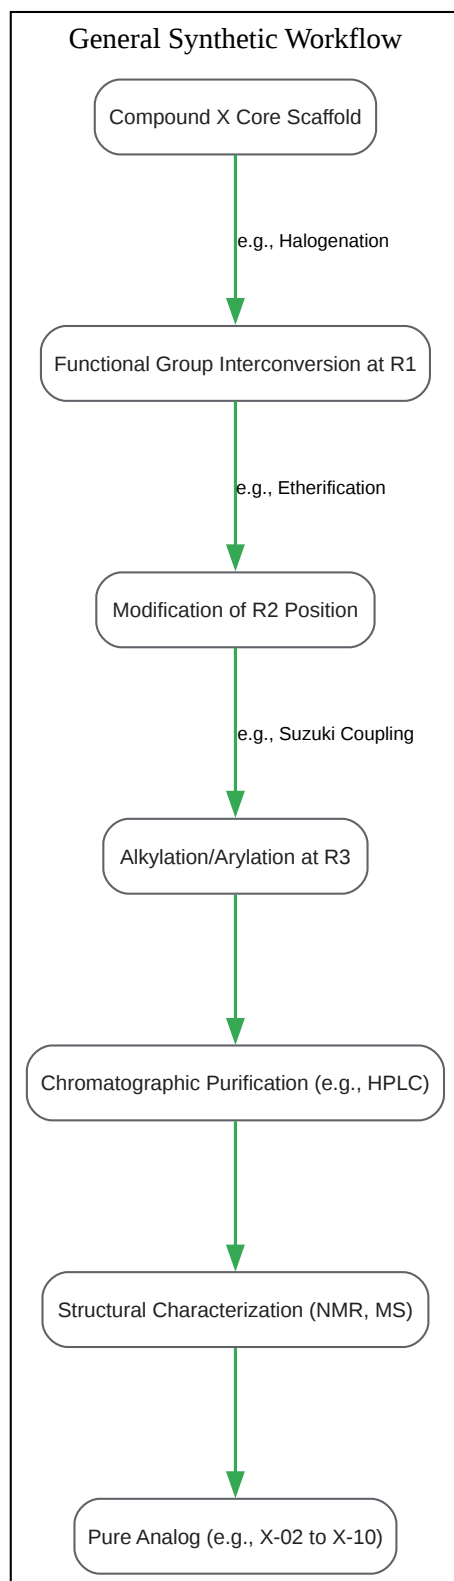 General Synthetic Workflow
Compound X Core Scaffold
e.g., Halogenation
Functional Group Interconversion at R1
e.g., Etherification
Modification of R2 Position
e.g., Suzuki Coupling
Alkylation/Arylation at R3
Chromatographic Purification (e.g., HPLC)
Structural Characterization (NMR, MS)
Pure Analog (e.g., X-02 to X-10)